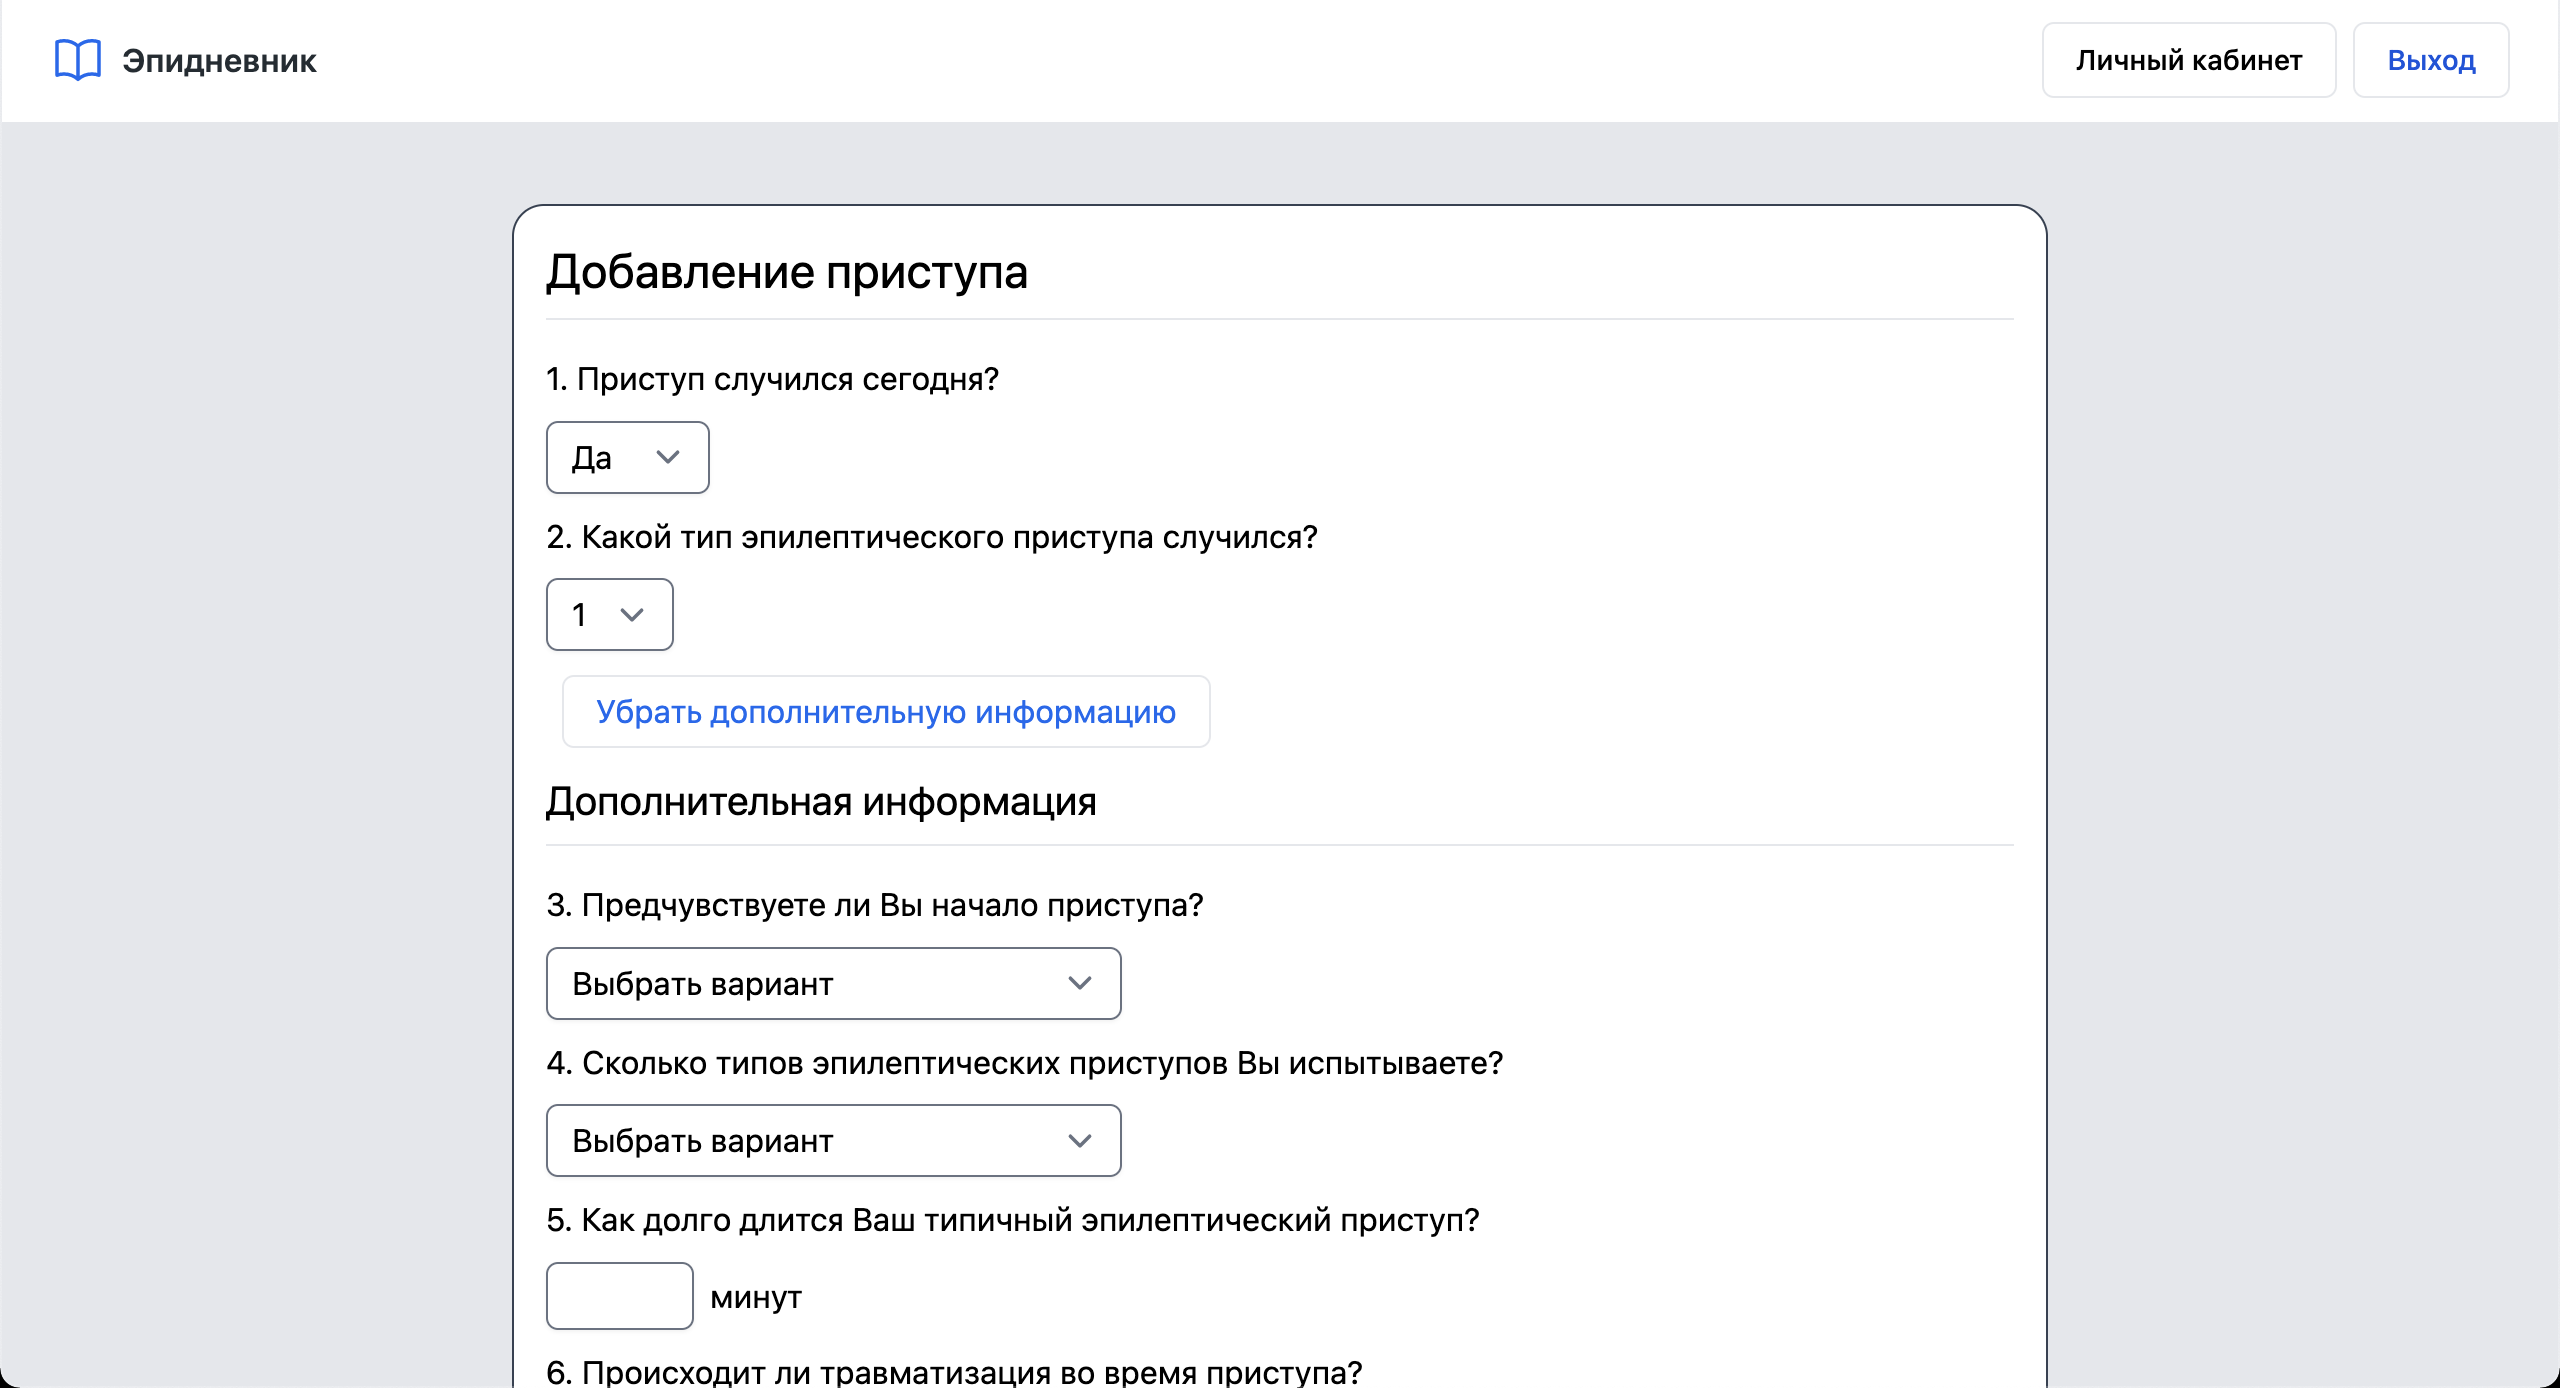 Эпидневник
Личный кабинет
Выход
Добавление приступа
1. Приступ случился сегодня?
Да
2. Какой тип эпилептического приступа случился?
1
Убрать дополнительную информацию
Дополнительная информация
3. Предчувствуете ли Вы начало приступа?
Выбрать вариант
4. Сколько типов эпилептических приступов Вы испытываете?
Выбрать вариант
5. Как долго длится Ваш типичный эпилептический приступ?
минут
6. Происходит ли травматизация во время приступа?